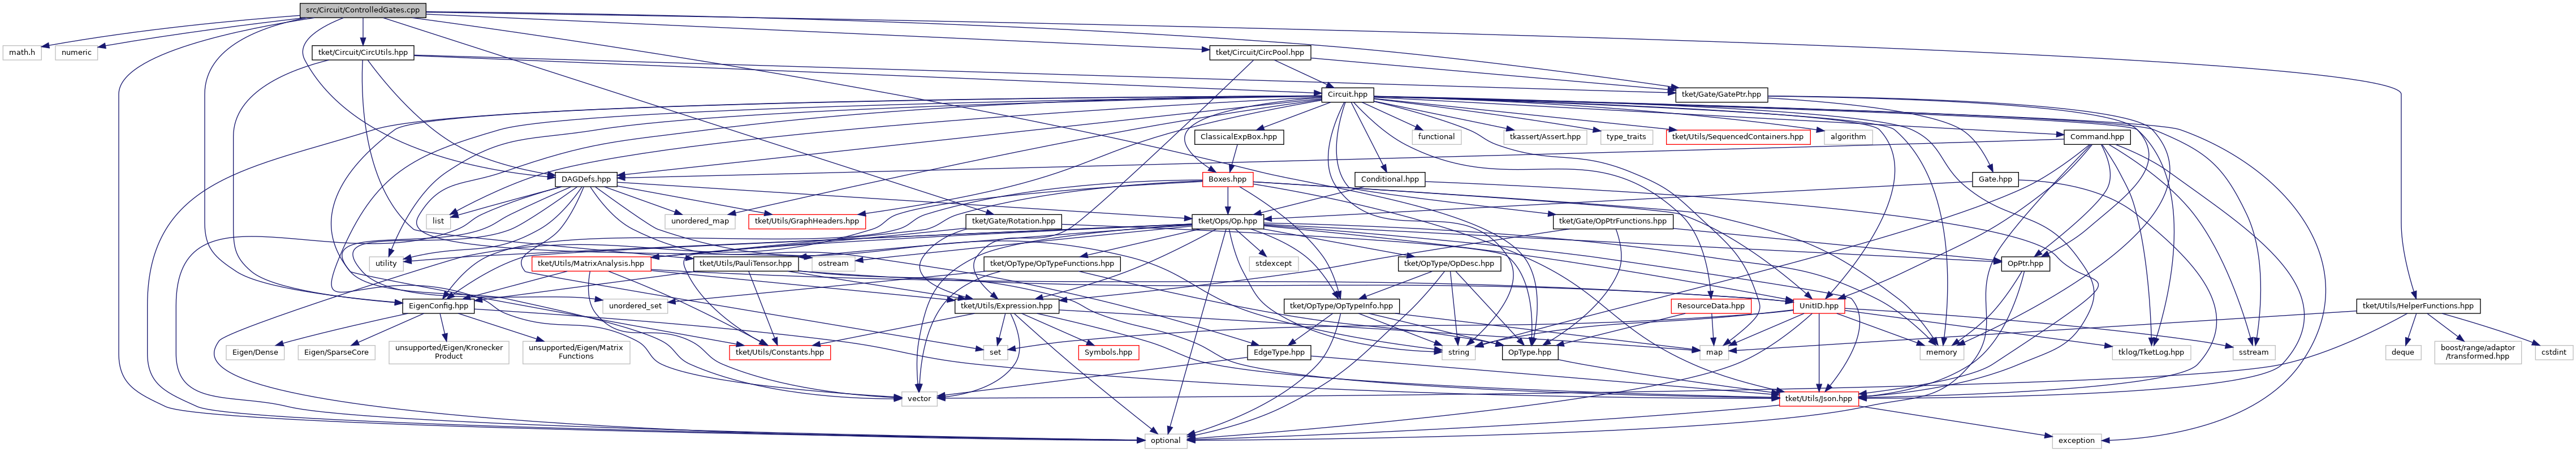 src/Circuit/ControlledGates.cpp
math.h
numeric
tket/Circuit/CircUtils.hpp
tket/Circuit/CircPool.hpp
Circuit.hpp
tket/Gate/GatePtr.hpp
ClassicalExpBox.hpp
functional
tkassert/Assert.hpp
type_traits
tket/Utils/SequencedContainers.hpp
algorithm
Command.hpp
DAGDefs.hpp
Boxes.hpp
Conditional.hpp
Gate.hpp
list
unordered_map
tket/Utils/GraphHeaders.hpp
tket/Gate/Rotation.hpp
tket/Ops/Op.hpp
tket/Gate/OpPtrFunctions.hpp
utility
tket/Utils/MatrixAnalysis.hpp
tket/Utils/PauliTensor.hpp
ostream
tket/OpType/OpTypeFunctions.hpp
stdexcept
tket/OpType/OpDesc.hpp
OpPtr.hpp
EigenConfig.hpp
unordered_set
tket/Utils/Expression.hpp
tket/OpType/OpTypeInfo.hpp
ResourceData.hpp
UnitID.hpp
tket/Utils/HelperFunctions.hpp
Eigen/Dense
Eigen/SparseCore
unsupported/Eigen/Kronecker
Product
unsupported/Eigen/Matrix
Functions
tket/Utils/Constants.hpp
set
Symbols.hpp
EdgeType.hpp
string
OpType.hpp
map
memory
tklog/TketLog.hpp
sstream
deque
boost/range/adaptor
/transformed.hpp
cstdint
vector
tket/Utils/Json.hpp
optional
exception